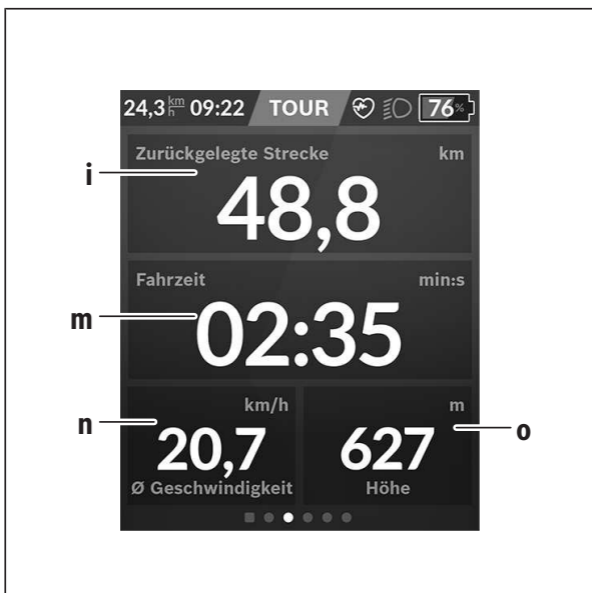 24,3 km/h 09:22 TOUR 76%
Zurückgelegte Strecke km
i
48,8
Fahrzeit min:s
m
02:35
km/h m
n
o
20,7 627
Ø Geschwindigkeit Höhe